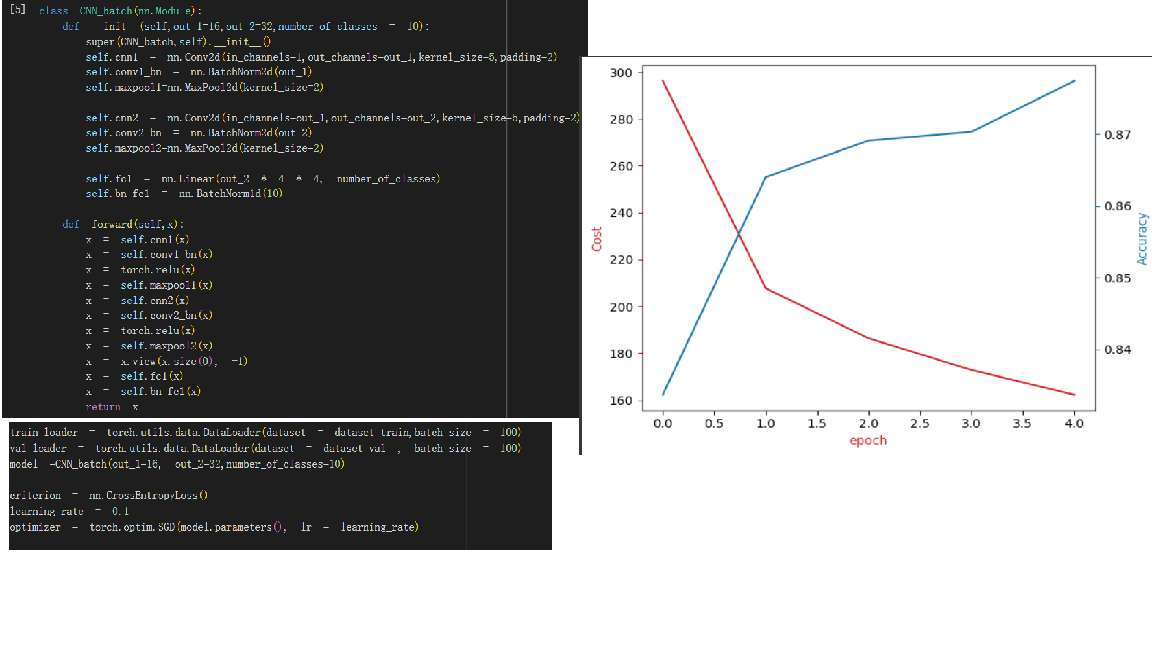 [5] class CNN_batch(nn.Module):
def __init__(self,out_1=16,out_2=32,number_of_classes = 10):
super(CNN_batch,self).__init__()
self.cnn1 = nn.Conv2d(in_channels=1,out_channels=out_1,kernel_size=5,padding=2)
self.conv1_bn = nn.BatchNorm2d(out_1)
self.maxpool1=nn.MaxPool2d(kernel_size=2)
self.cnn2 = nn.Conv2d(in_channels=out_1,out_channels=out_2,kernel_size=5,padding=2)
self.conv2_bn = nn.BatchNorm2d(out_2)
self.maxpool2=nn.MaxPool2d(kernel_size=2)
self.fc1 = nn.Linear(out_2 * 4 * 4, number_of_classes)
self.bn_fc1 = nn.BatchNorm1d(10)
def forward(self,x):
x = self.cnn1(x)
x = self.conv1_bn(x)
x = torch.relu(x)
x = self.maxpool1(x)
x = self.cnn2(x)
x = self.conv2_bn(x)
x = torch.relu(x)
x = self.maxpool2(x)
x = x.view(x.size(0), -1)
x = self.fc1(x)
x = self.bn_fc1(x)
return x
train_loader = torch.utils.data.DataLoader(dataset = dataset_train,batch_size = 100)
val_loader = torch.utils.data.DataLoader(dataset = dataset_val , batch_size = 100)
model =CNN_batch(out_1=16, out_2=32,number_of_classes=10)
criterion = nn.CrossEntropyLoss()
learning_rate = 0.1
optimizer = torch.optim.SGD(model.parameters(), lr = learning_rate)
300
280
260
240
220
200
180
160
Cost
0.0 0.5 1.0 1.5 2.0 2.5 3.0 3.5 4.0
epoch
0.87
0.86
0.85
0.84
Accuracy